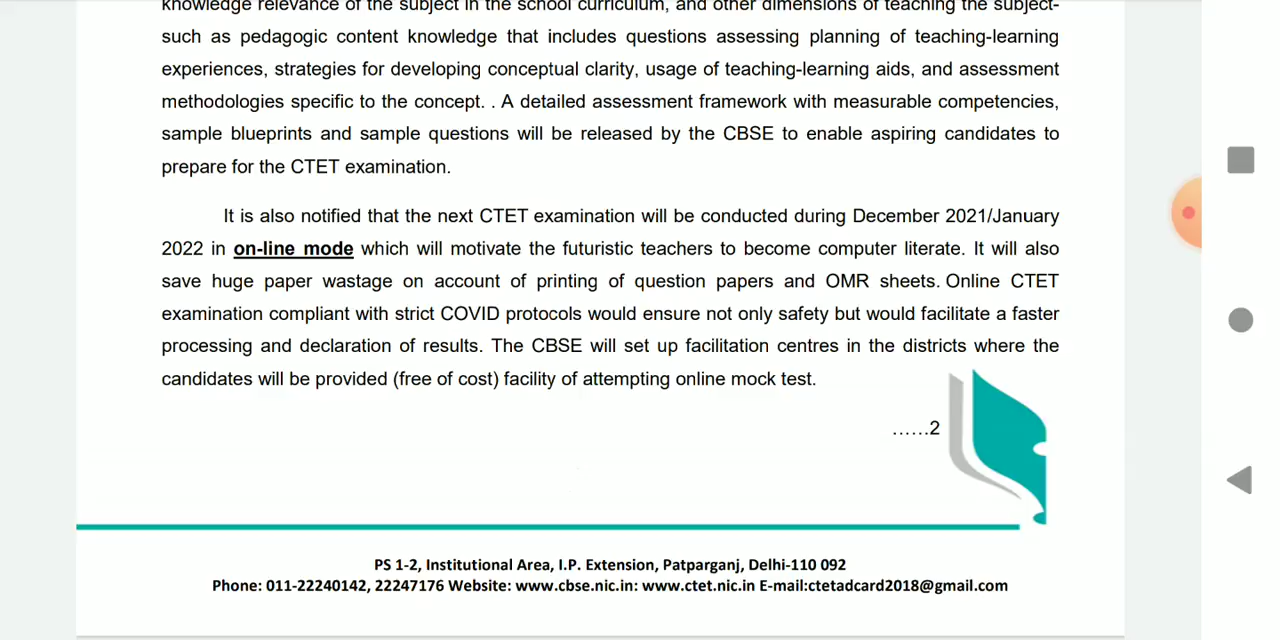 knowledge relevance of the subject in the school curriculum, and other dimensions of teaching the subject-
such as pedagogic content knowledge that includes questions assessing planning of teaching-learning
experiences, strategies for developing conceptual clarity, usage of teaching-learning aids, and assessment
methodologies specific to the concept. . A detailed assessment framework with measurable competencies,
sample blueprints and sample questions will be released by the CBSE to enable aspiring candidates to
prepare for the CTET examination.
It is also notified that the next CTET examination will be conducted during December 2021/January
2022 in on-line mode which will motivate the futuristic teachers to become computer literate. It will also
save huge paper wastage on account of printing of question papers and OMR sheets. Online CTET
examination compliant with strict COVID protocols would ensure not only safety but would facilitate a faster
processing and declaration of results. The CBSE will set up facilitation centres in the districts where the
candidates will be provided (free of cost) facility of attempting online mock test.
......2
PS 1-2, Institutional Area, I.P. Extension, Patparganj, Delhi-110 092
Phone: 011-22240142, 22247176 Website: www.cbse.nic.in: www.ctet.nic.in E-mail:ctetadcard2018@gmail.com